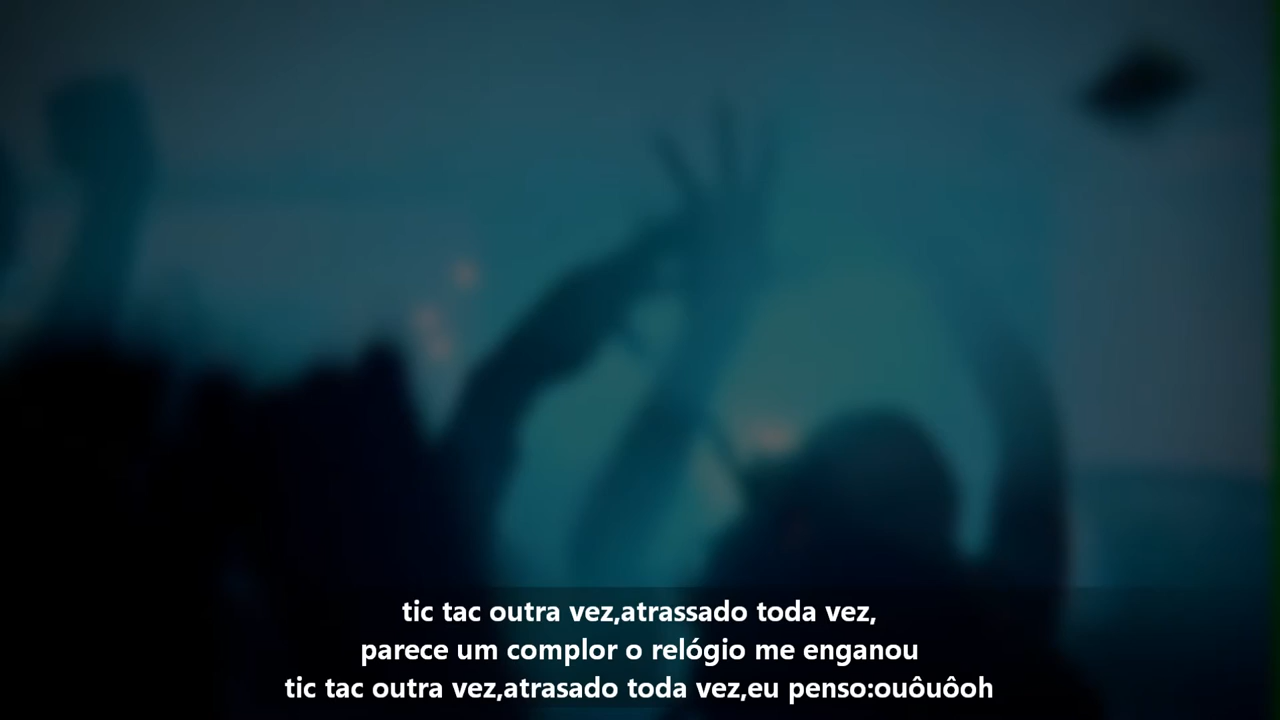 tic tac outra vez,atrassado toda vez,
parece um complor o relógio me enganou
tic tac outra vez,atrasado toda vez,eu penso:ouôuôoh